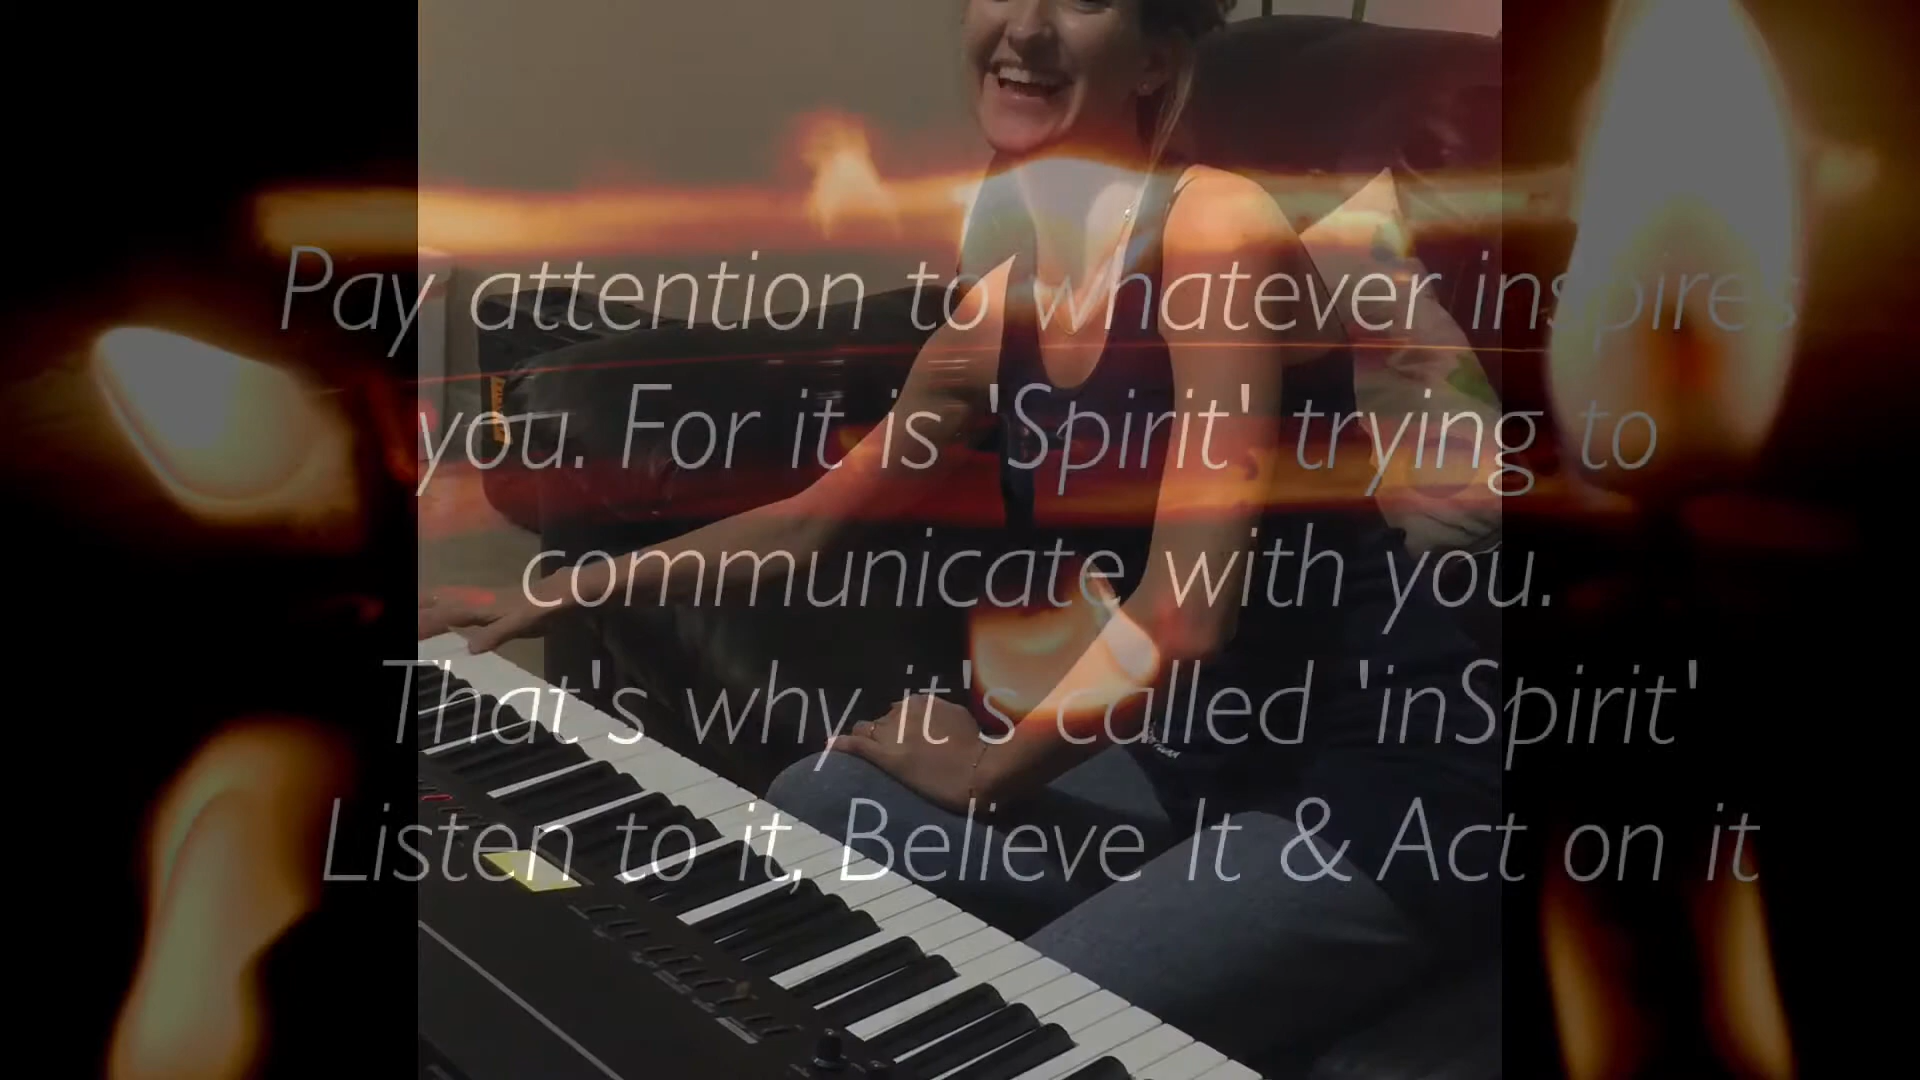 Pay attention to whatever inspires
you. For it is 'Spirit' trying to
communicate with you.
That's why it's called 'inSpirit'
Listen to it, Believe It & Act on it